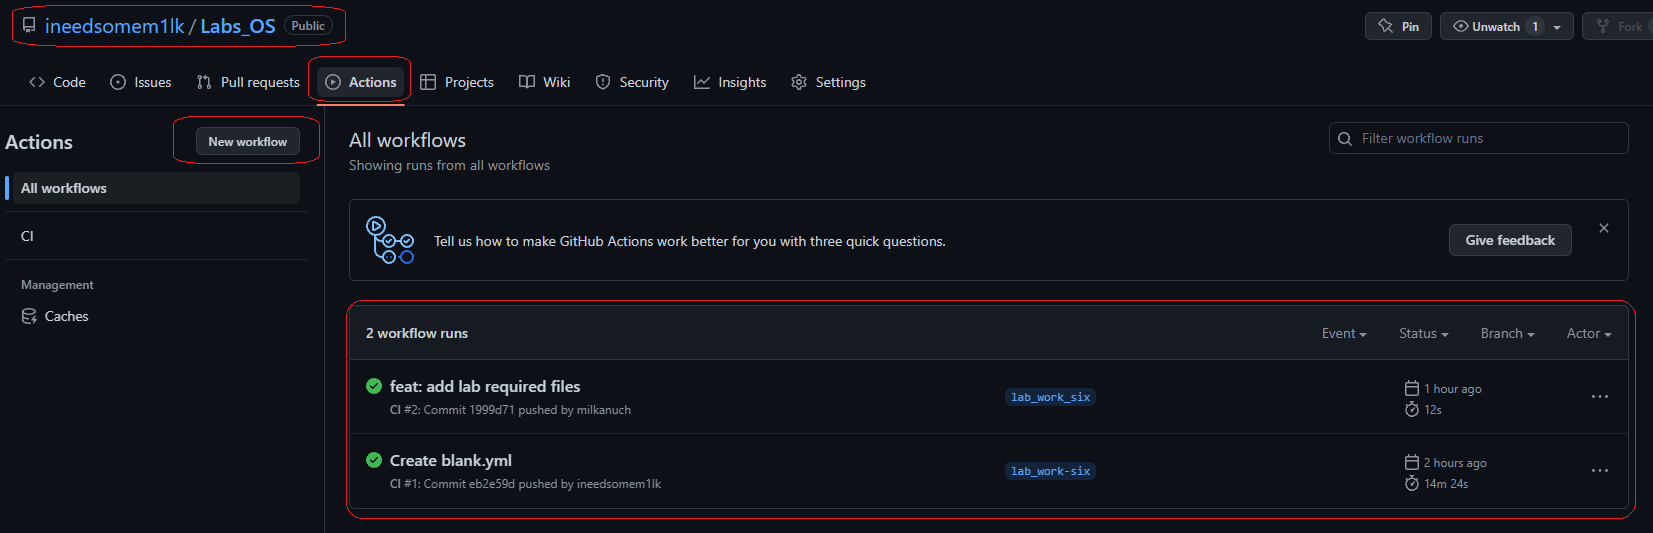 ineedsomem1lk / Labs_OS Public
Pin
Unwatch 1
Fork
Code Issues Pull requests Actions Projects Wiki Security Insights Settings
Actions
New workflow
All workflows
CI
Management
Caches
All workflows
Showing runs from all workflows
Filter workflow runs
Tell us how to make GitHub Actions work better for you with three quick questions.
Give feedback
2 workflow runs
Event Status Branch Actor
feat: add lab required files
CI #2: Commit 1999d71 pushed by milkanuch
lab_work_six
1 hour ago
12s
Create blank.yml
CI #1: Commit eb2e59d pushed by ineedsomem1lk
lab_work-six
2 hours ago
14m 24s